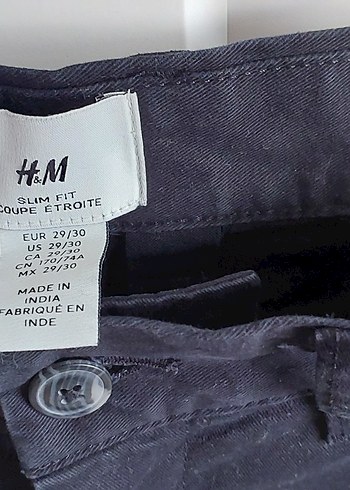 H&M
SLIM FIT
COUPE ÉTROITE
EUR 29/30
US 29/30
CA 29/30
CN 170/74A
MX 29/30
MADE IN
INDIA
FABRIQUÉ EN
INDE